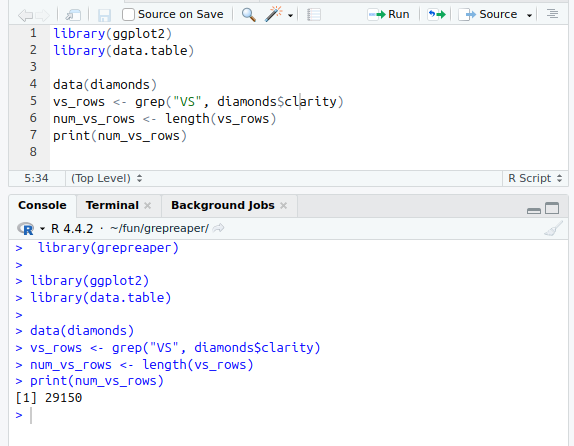 Source on Save Run Source
1 library(ggplot2)
2 library(data.table)
3
4 data(diamonds)
5 vs_rows <- grep("VS", diamonds$clarity)
6 num_vs_rows <- length(vs_rows)
7 print(num_vs_rows)
8
5:34 (Top Level) R Script
Console Terminal Background Jobs
R R 4.4.2 · ~/fun/grepreaper/
>  library(grepreaper)
>
> library(ggplot2)
> library(data.table)
>
> data(diamonds)
> vs_rows <- grep("VS", diamonds$clarity)
> num_vs_rows <- length(vs_rows)
> print(num_vs_rows)
[1] 29150
>